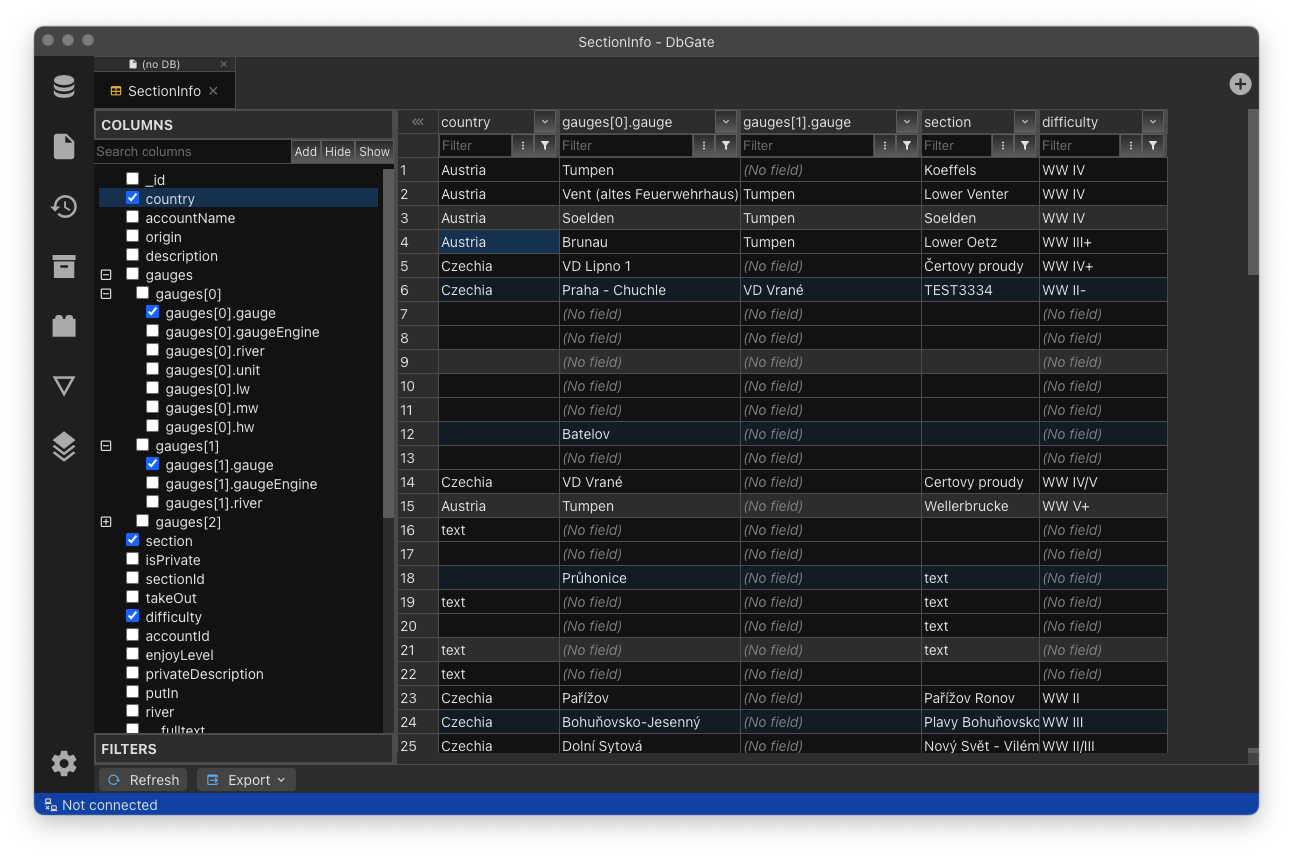 SectionInfo - DbGate
(no DB)
SectionInfo
COLUMNS
Search columns Add Hide Show
_id
country
accountName
origin
description
gauges
gauges[0]
gauges[0].gauge
gauges[0].gaugeEngine
gauges[0].river
gauges[0].unit
gauges[0].lw
gauges[0].mw
gauges[0].hw
gauges[1]
gauges[1].gauge
gauges[1].gaugeEngine
gauges[1].river
gauges[2]
section
isPrivate
sectionId
takeOut
difficulty
accountId
enjoyLevel
privateDescription
putIn
river
__fulltext
FILTERS
country gauges[0].gauge gauges[1].gauge section difficulty
Filter Filter Filter Filter Filter
1 Austria Tumpen (No field) Koeffels WW IV
2 Austria Vent (altes Feuerwehrhaus) Tumpen Lower Venter WW IV
3 Austria Soelden Tumpen Soelden WW IV
4 Austria Brunau Tumpen Lower Oetz WW III+
5 Czechia VD Lipno 1 (No field) Čertovy proudy WW IV+
6 Czechia Praha - Chuchle VD Vrané TEST3334 WW II-
7 (No field) (No field) (No field)
8 (No field) (No field) (No field)
9 (No field) (No field) (No field)
10 (No field) (No field) (No field)
11 (No field) (No field) (No field)
12 Batelov (No field) (No field)
13 (No field) (No field) (No field)
14 Czechia VD Vrané (No field) Certovy proudy WW IV/V
15 Austria Tumpen (No field) Wellerbrucke WW V+
16 text (No field) (No field) (No field)
17 (No field) (No field) (No field)
18 Průhonice (No field) text (No field)
19 text (No field) (No field) text (No field)
20 (No field) (No field) text (No field)
21 text (No field) (No field) text (No field)
22 text (No field) (No field) (No field)
23 Czechia Pařížov (No field) Pařížov Ronov WW II
24 Czechia Bohuňovsko-Jesenný (No field) Plavy Bohuňovsko WW III
25 Czechia Dolní Sytová (No field) Nový Svět - Vilém WW II/III
Refresh Export
Not connected